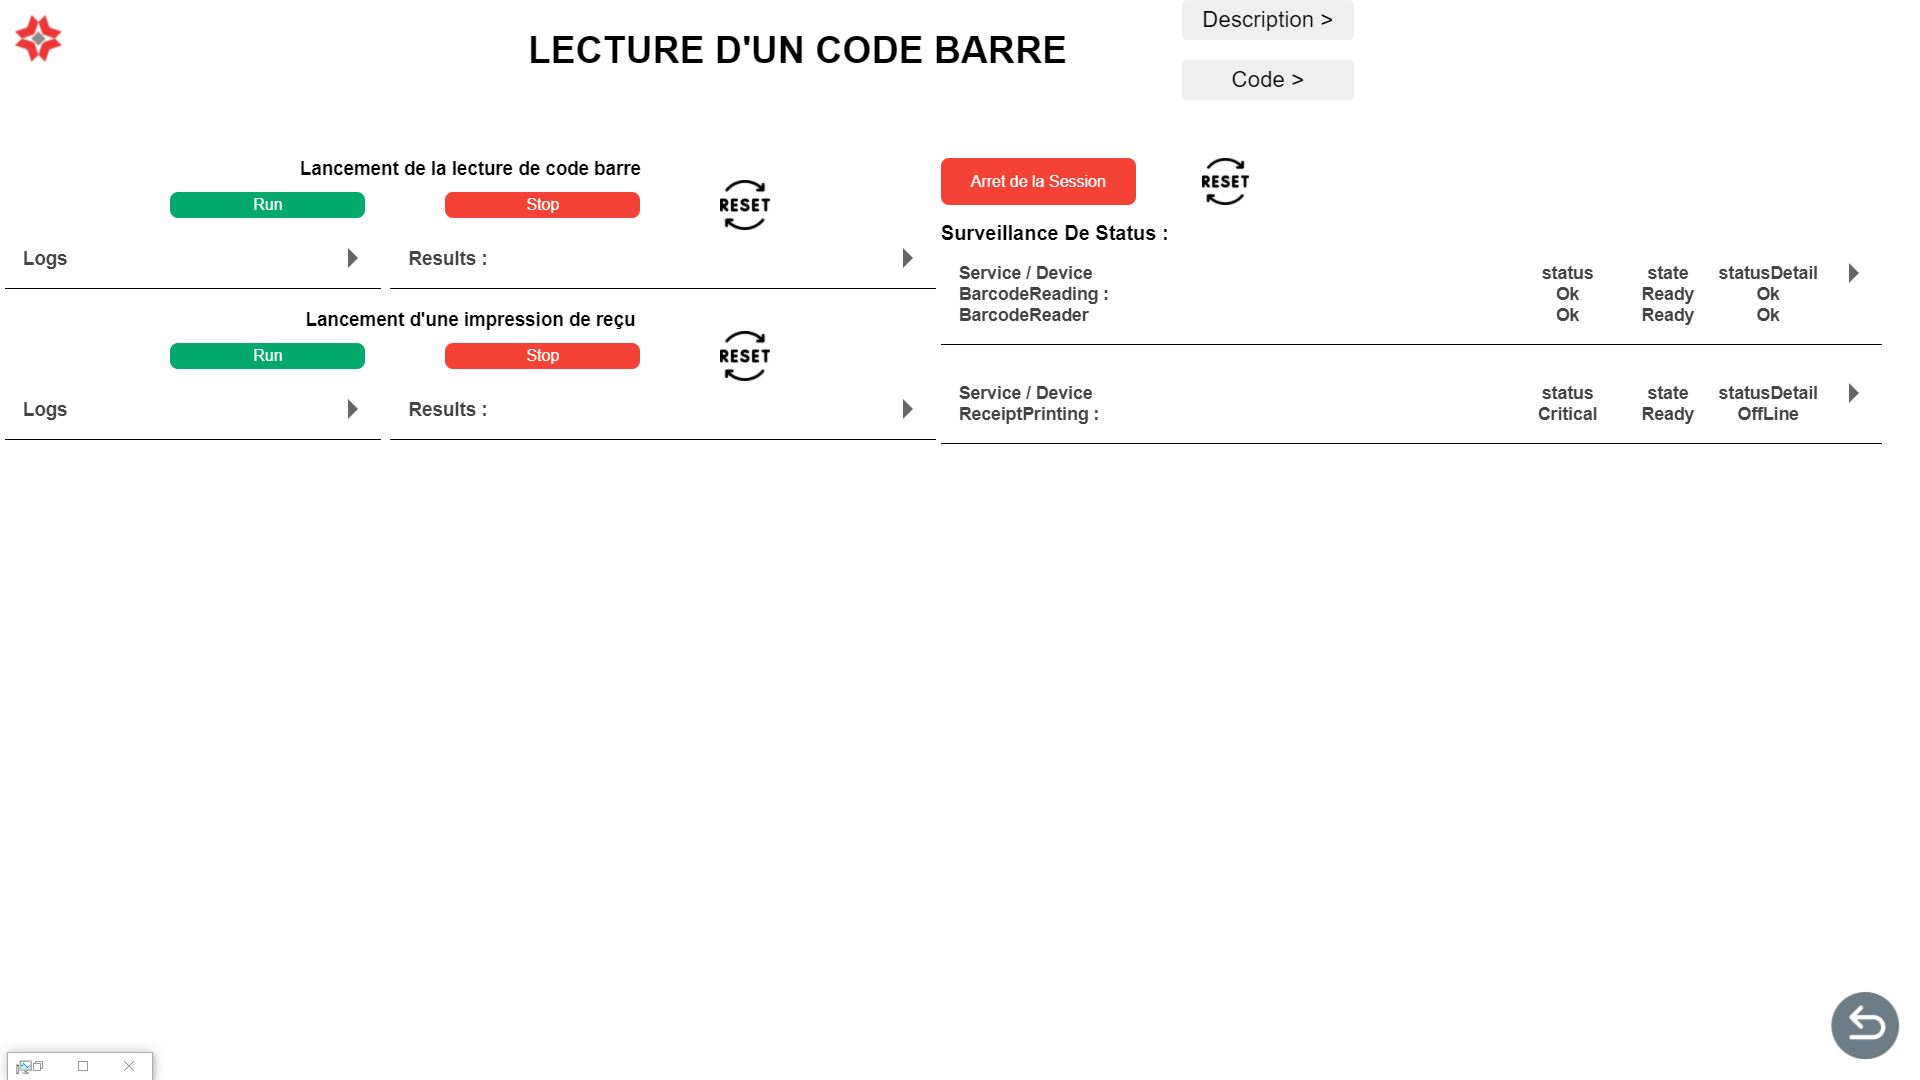 LECTURE D'UN CODE BARRE
Description >
Code >
Lancement de la lecture de code barre
Run
Stop
RESET
Logs
Results :
Lancement d'une impression de reçu
Run
Stop
RESET
Logs
Results :
Arret de la Session
RESET
Surveillance De Status :
Service / Device status state statusDetail
BarcodeReading : Ok Ready Ok
BarcodeReader Ok Ready Ok
Service / Device status state statusDetail
ReceiptPrinting : Critical Ready OffLine